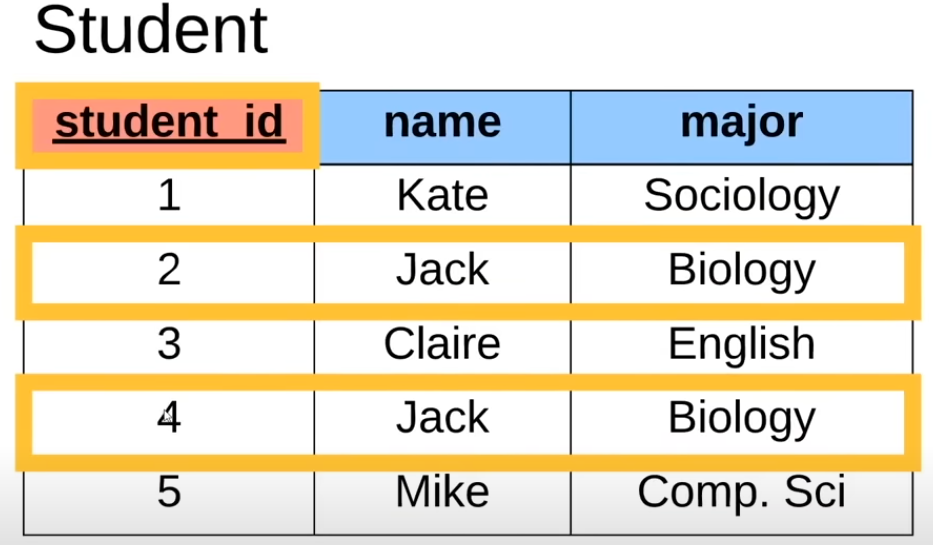 Student
student_id name major
1 Kate Sociology
2 Jack Biology
3 Claire English
4 Jack Biology
5 Mike Comp. Sci